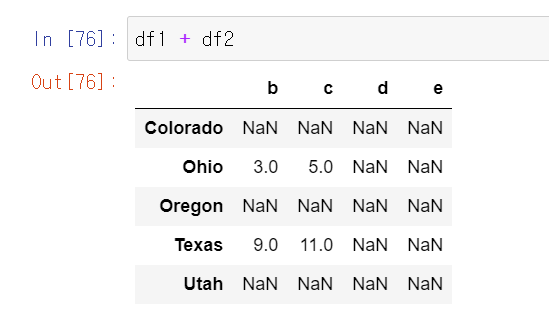 In [76]: df1 + df2
Out[76]:
b c d e
Colorado NaN NaN NaN NaN
Ohio 3.0 5.0 NaN NaN
Oregon NaN NaN NaN NaN
Texas 9.0 11.0 NaN NaN
Utah NaN NaN NaN NaN